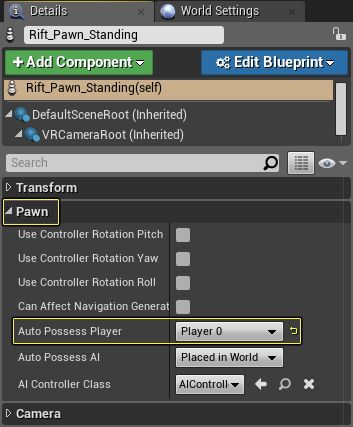 Details
World Settings
Rift_Pawn_Standing
+ Add Component
Edit Blueprint
Rift_Pawn_Standing(self)
DefaultSceneRoot (Inherited)
VRCameraRoot (Inherited)
Search
Transform
Pawn
Use Controller Rotation Pitch
Use Controller Rotation Yaw
Use Controller Rotation Roll
Can Affect Navigation Generat
Auto Possess Player
Player 0
Auto Possess AI
Placed in World
AI Controller Class
AIControll
Camera